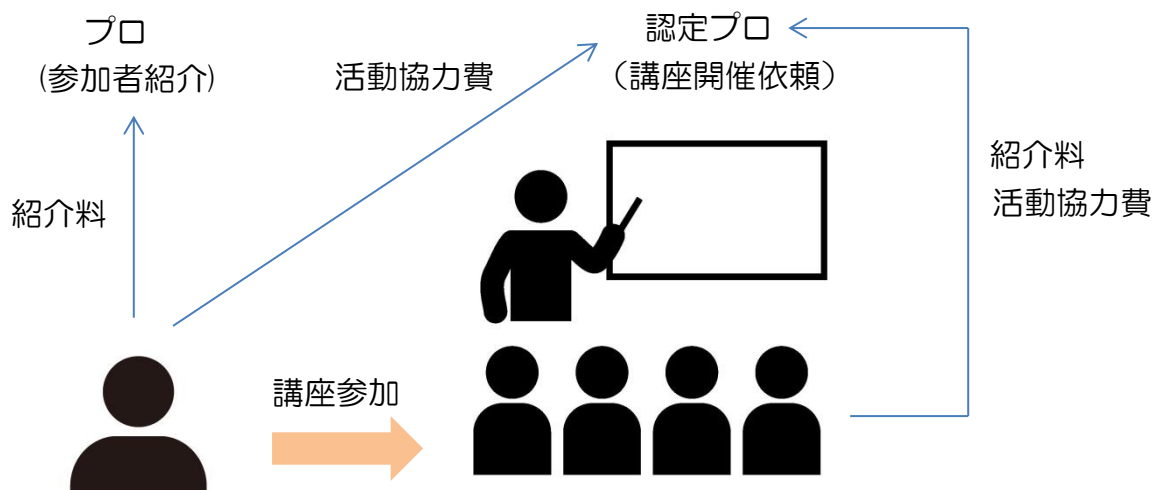 プロ
(参加者紹介)
活動協力費
認定プロ
（講座開催依頼）
紹介料
紹介料
活動協力費
講座参加